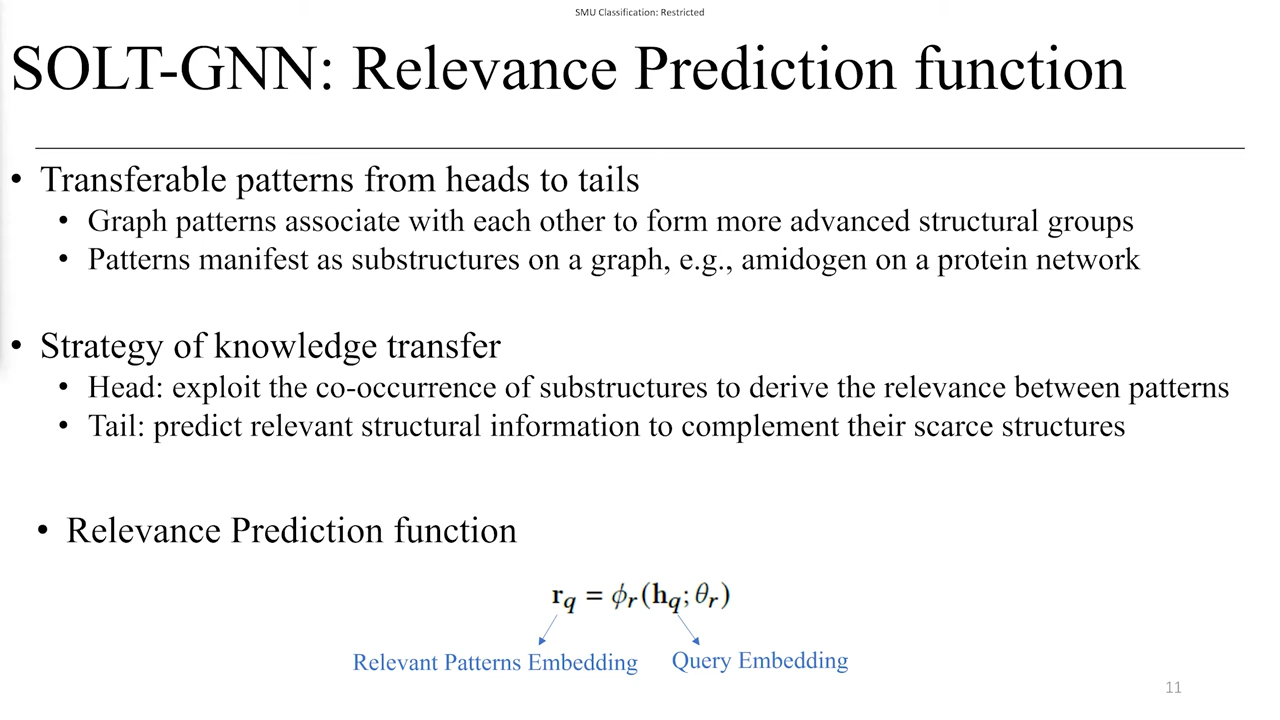 SMU Classification: Restricted
SOLT-GNN: Relevance Prediction function
• Transferable patterns from heads to tails
• Graph patterns associate with each other to form more advanced structural groups
• Patterns manifest as substructures on a graph, e.g., amidogen on a protein network
• Strategy of knowledge transfer
• Head: exploit the co-occurrence of substructures to derive the relevance between patterns
• Tail: predict relevant structural information to complement their scarce structures
• Relevance Prediction function
r_q = ϕ_r(h_q; θ_r)
Relevant Patterns Embedding Query Embedding
11